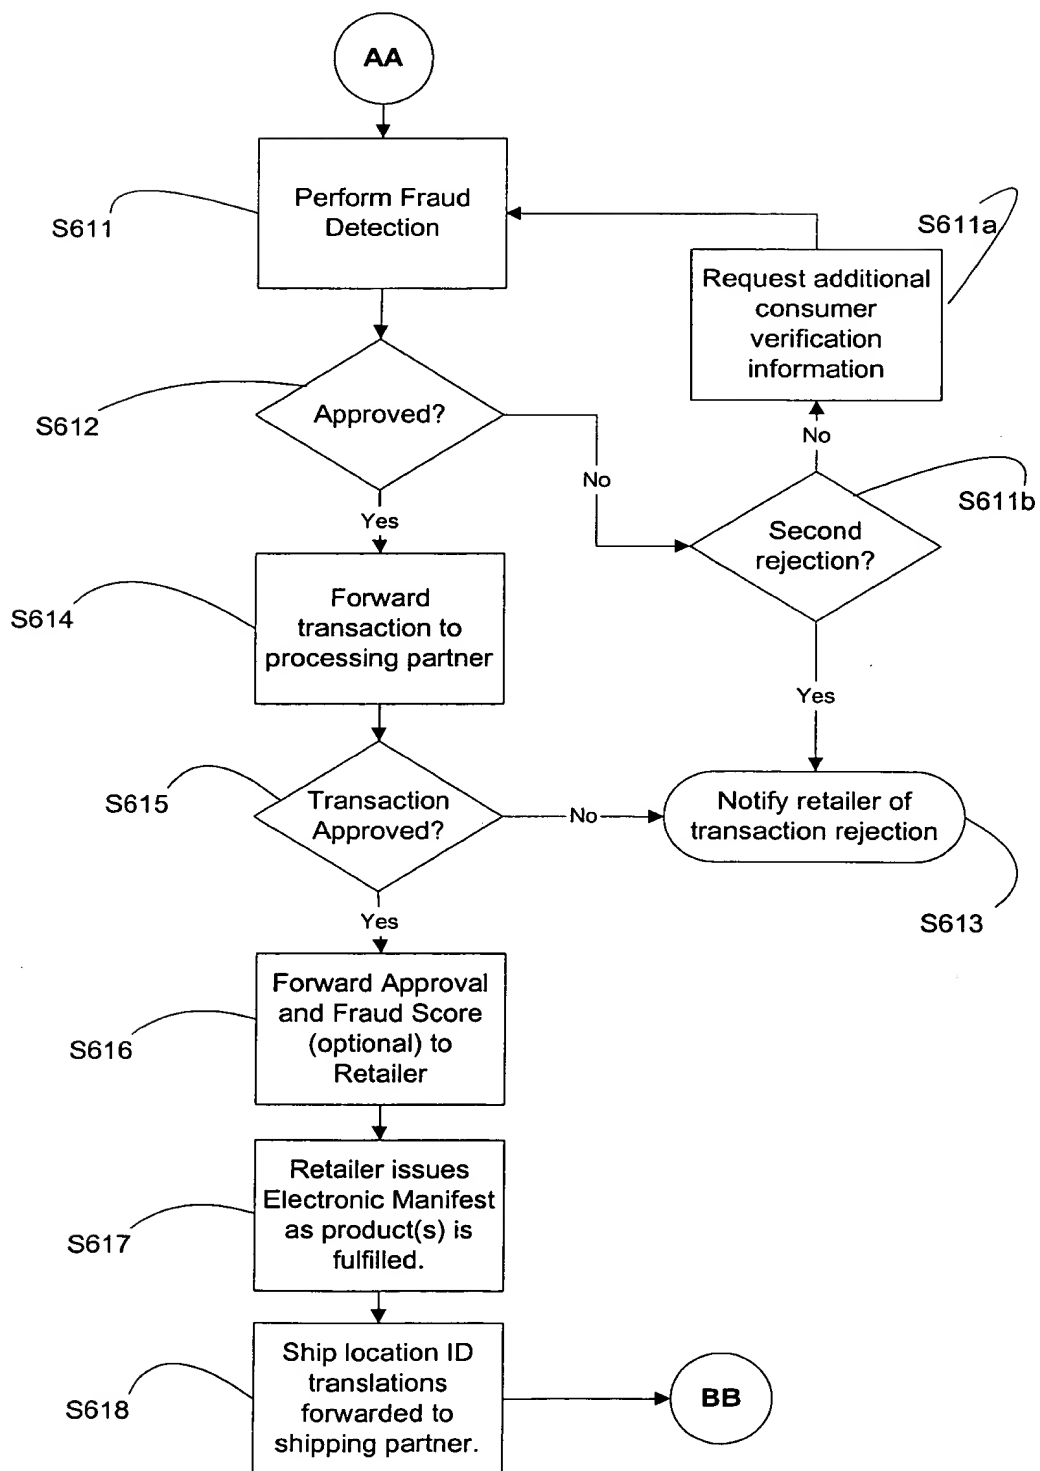 AA
Perform Fraud
Detection
S611
S611a
Request additional
consumer
verification
information
Approved?
S612
No
No
S611b
Second
rejection?
Yes
Forward
transaction to
processing partner
S614
Yes
Transaction
Approved?
S615
No
Notify retailer of
transaction rejection
S613
Yes
Forward Approval
and Fraud Score
(optional) to
Retailer
S616
Retailer issues
Electronic Manifest
as product(s) is
fulfilled.
S617
Ship location ID
translations
forwarded to
shipping partner.
S618
BB